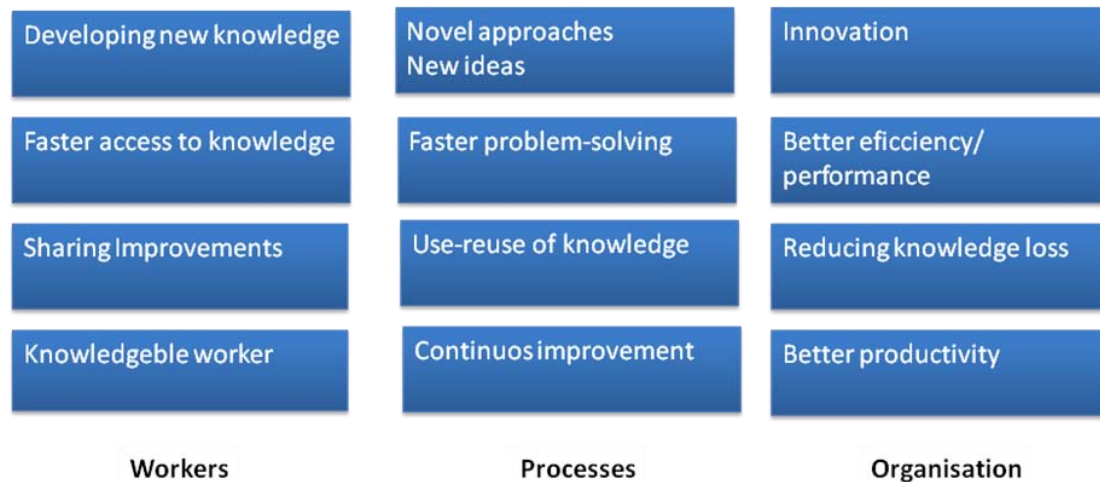 Developing new knowledge
Novel approaches
New ideas
Innovation
Faster access to knowledge
Faster problem-solving
Better eficciency/
performance
Sharing Improvements
Use-reuse of knowledge
Reducing knowledge loss
Knowledgeble worker
Continuos improvement
Better productivity
Workers
Processes
Organisation